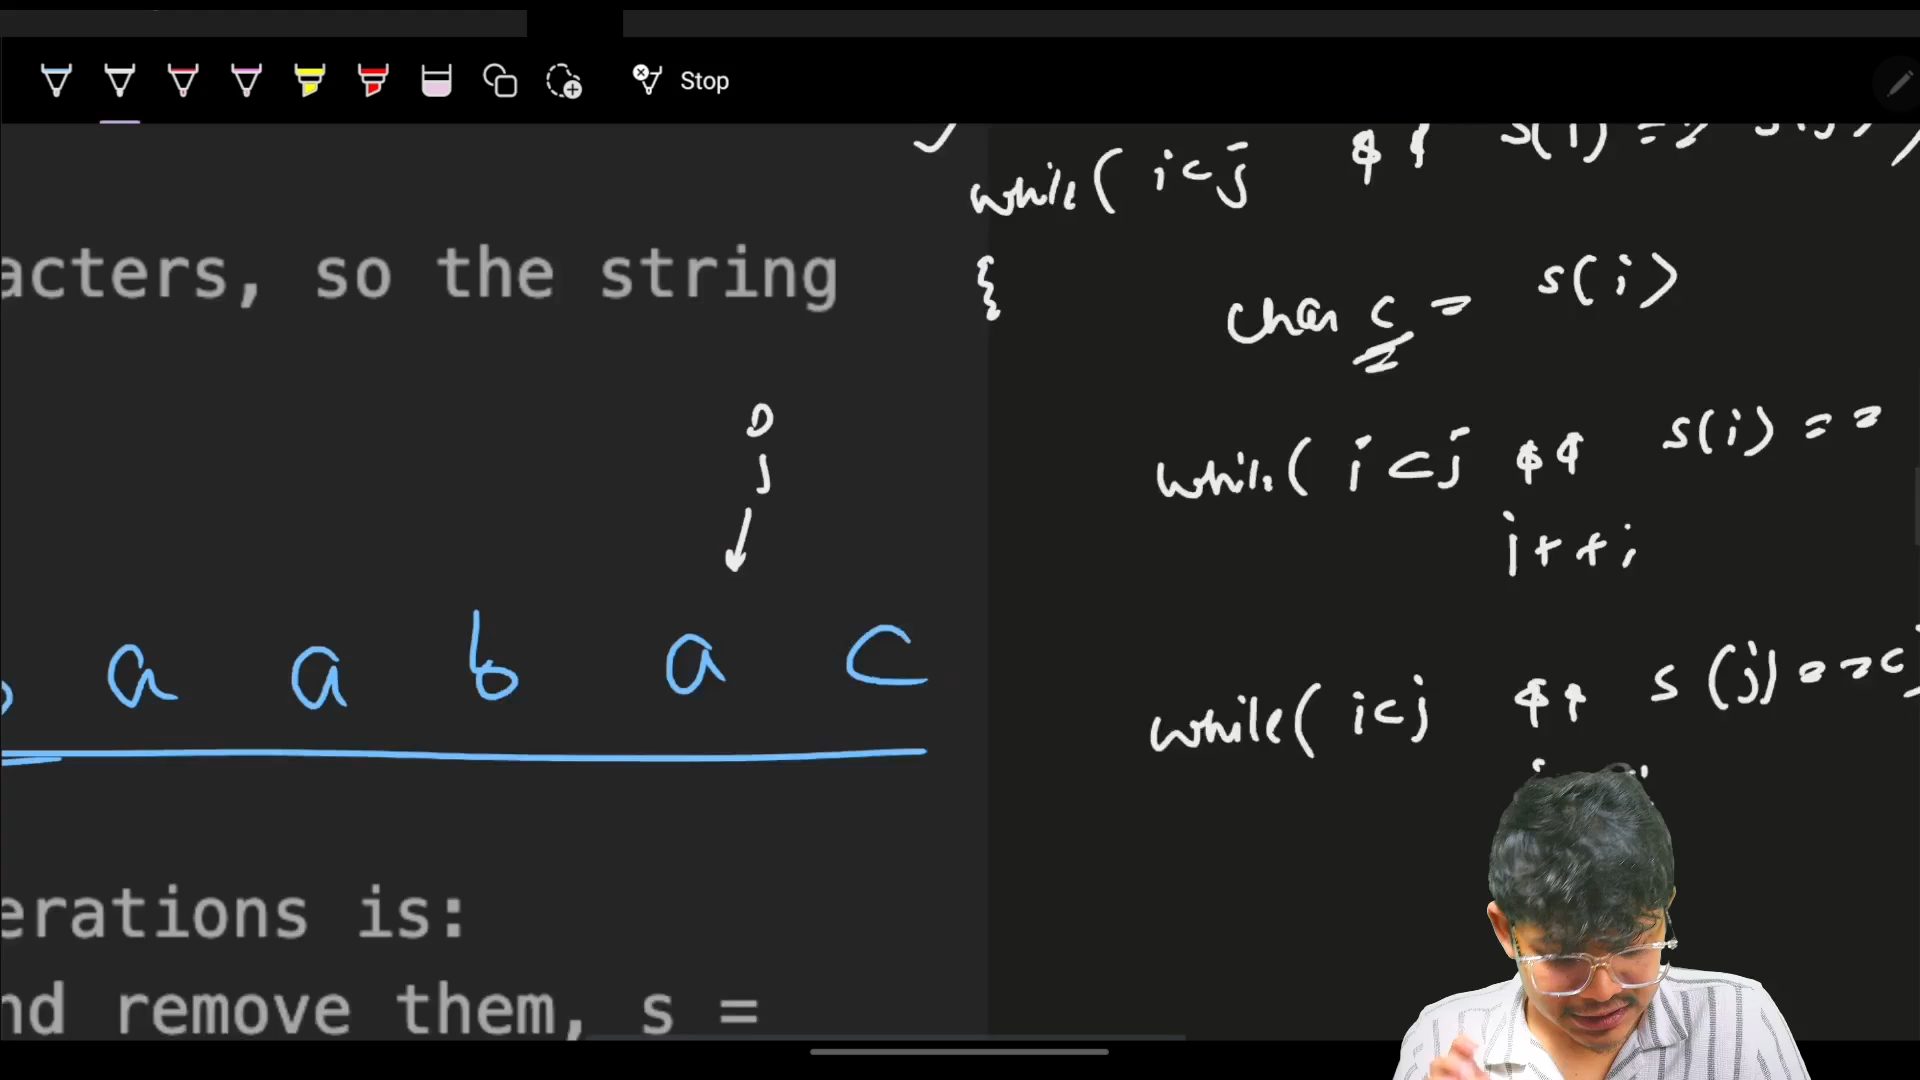 Stop
while( i<j && s(i) == s(j)
acters, so the string
{
char c = s(i)
j
while( i<j && s(i) ==
i++;
a a b a c
while( i<j && s(j) == c
erations is:
nd remove them, s =